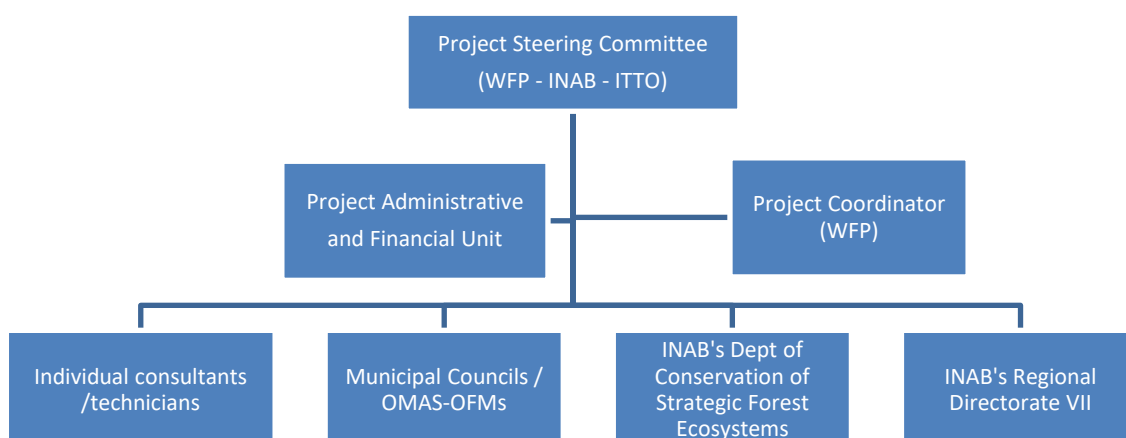 Project Steering Committee
(WFP - INAB - ITTO)
Project Administrative
and Financial Unit
Project Coordinator
(WFP)
Individual consultants
/technicians
Municipal Councils /
OMAS-OFMs
INAB's Dept of
Conservation of
Strategic Forest
Ecosystems
INAB's Regional
Directorate VII